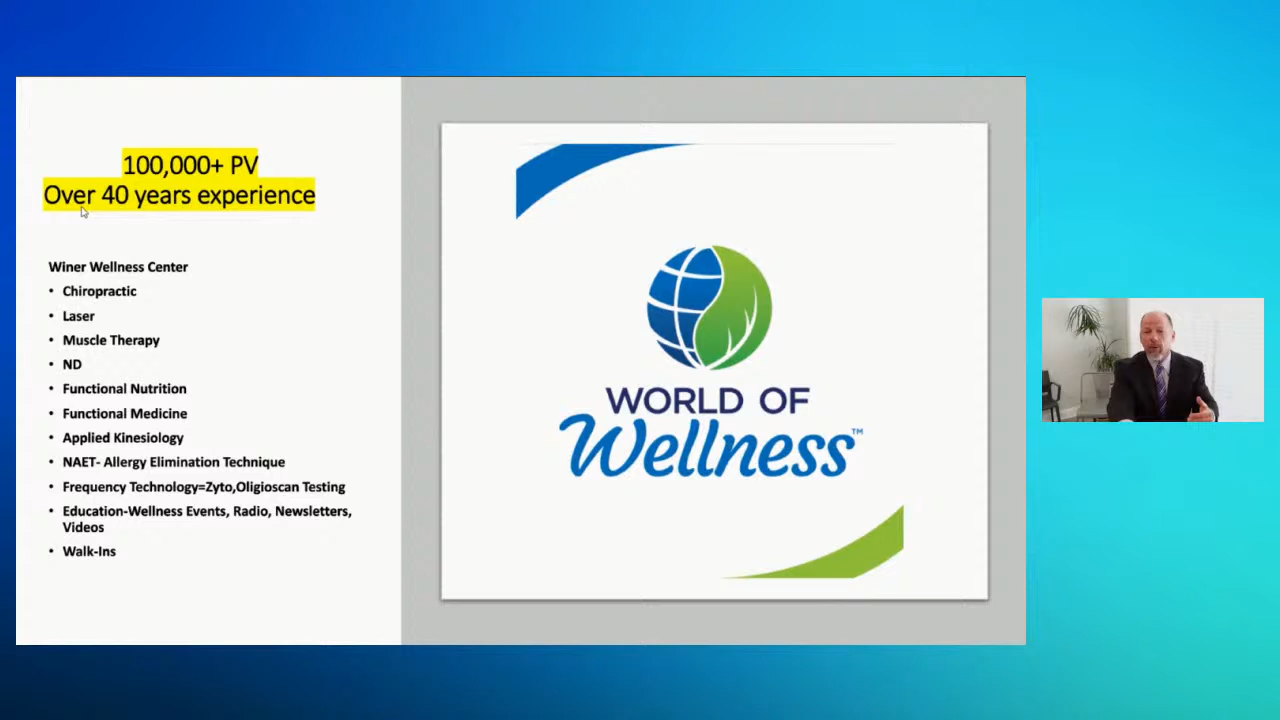 100,000+ PV
Over 40 years experience
Winer Wellness Center
• Chiropractic
• Laser
• Muscle Therapy
• ND
• Functional Nutrition
• Functional Medicine
• Applied Kinesiology
• NAET- Allergy Elimination Technique
• Frequency Technology=Zyto,Oligioscan Testing
• Education-Wellness Events, Radio, Newsletters,
Videos
• Walk-Ins
WORLD OF
Wellness™